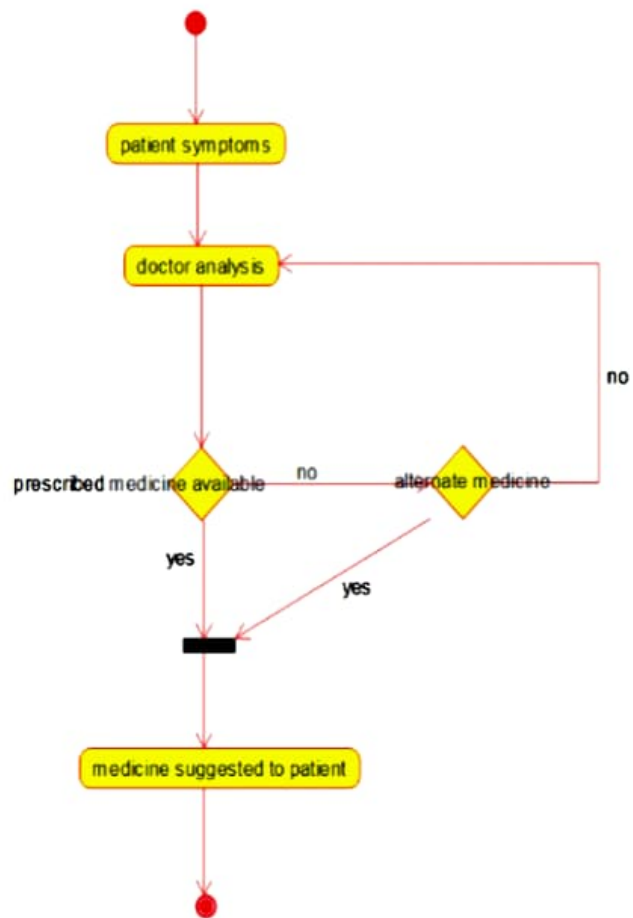 patient symptoms
doctor analysis
no
prescribed medicine available
no
alternate medicine
yes
yes
medicine suggested to patient